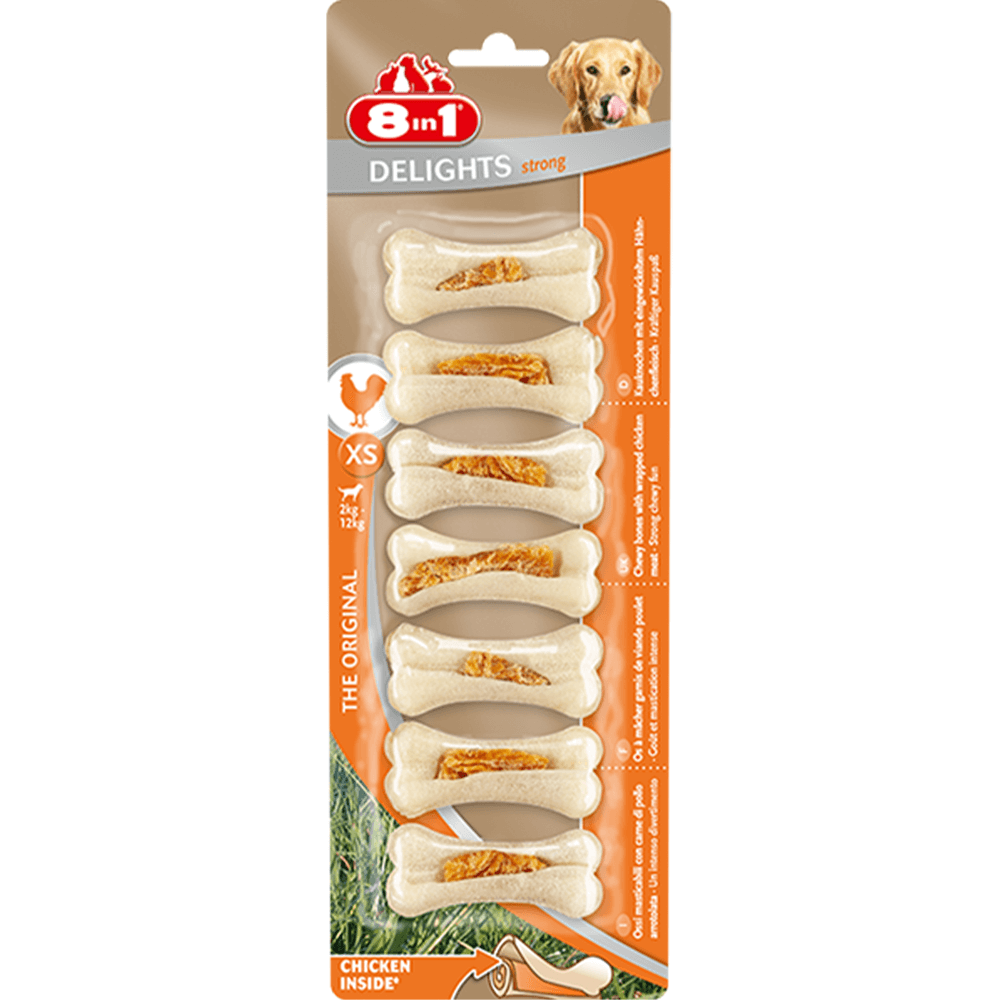 8in1®
DELIGHTS strong
XS
2kg -
12kg
THE ORIGINAL
D
Kauknochen mit eingewickeltem Hähn-
chenfleisch · Kräftiger Kauspaß
UK
Chewy bones with wrapped chicken
meat · Strong chewy fun
F
Os à mâcher garnis de viande poulet
· Goût et mastication intense
I
Ossi masticabili con carne di pollo
arrotolata · Un intenso divertimento
CHICKEN
INSIDE*